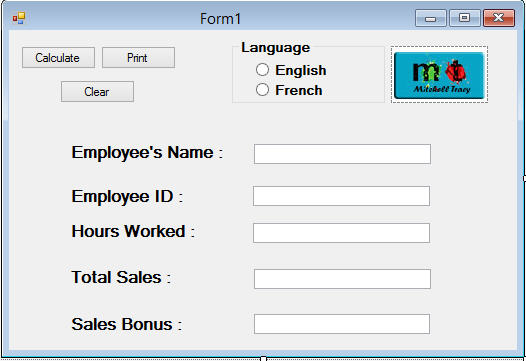 Form1
Calculate
Print
Clear
Language
English
French
mt
Mitchell Tracy
Employee's Name :
Employee ID :
Hours Worked :
Total Sales :
Sales Bonus :